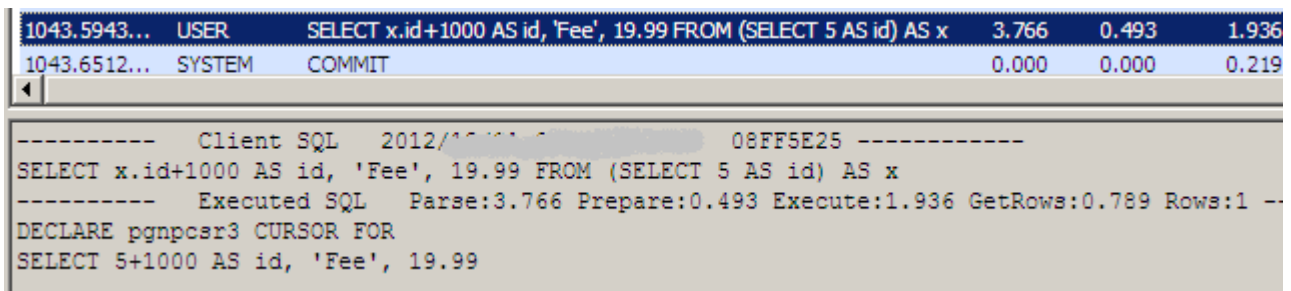 1043.5943... USER SELECT x.id+1000 AS id, 'Fee', 19.99 FROM (SELECT 5 AS id) AS x 3.766 0.493 1.936
1043.6512... SYSTEM COMMIT 0.000 0.000 0.219
---------- Client SQL 2012/ 08FF5E25 ------------
SELECT x.id+1000 AS id, 'Fee', 19.99 FROM (SELECT 5 AS id) AS x
---------- Executed SQL Parse:3.766 Prepare:0.493 Execute:1.936 GetRows:0.789 Rows:1 --
DECLARE pgnpcsr3 CURSOR FOR
SELECT 5+1000 AS id, 'Fee', 19.99